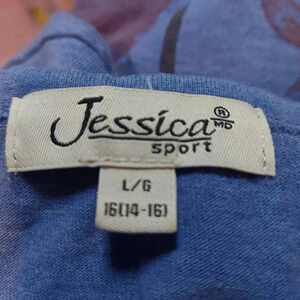 Jessica ® MD
sport
L/G
16(14-16)